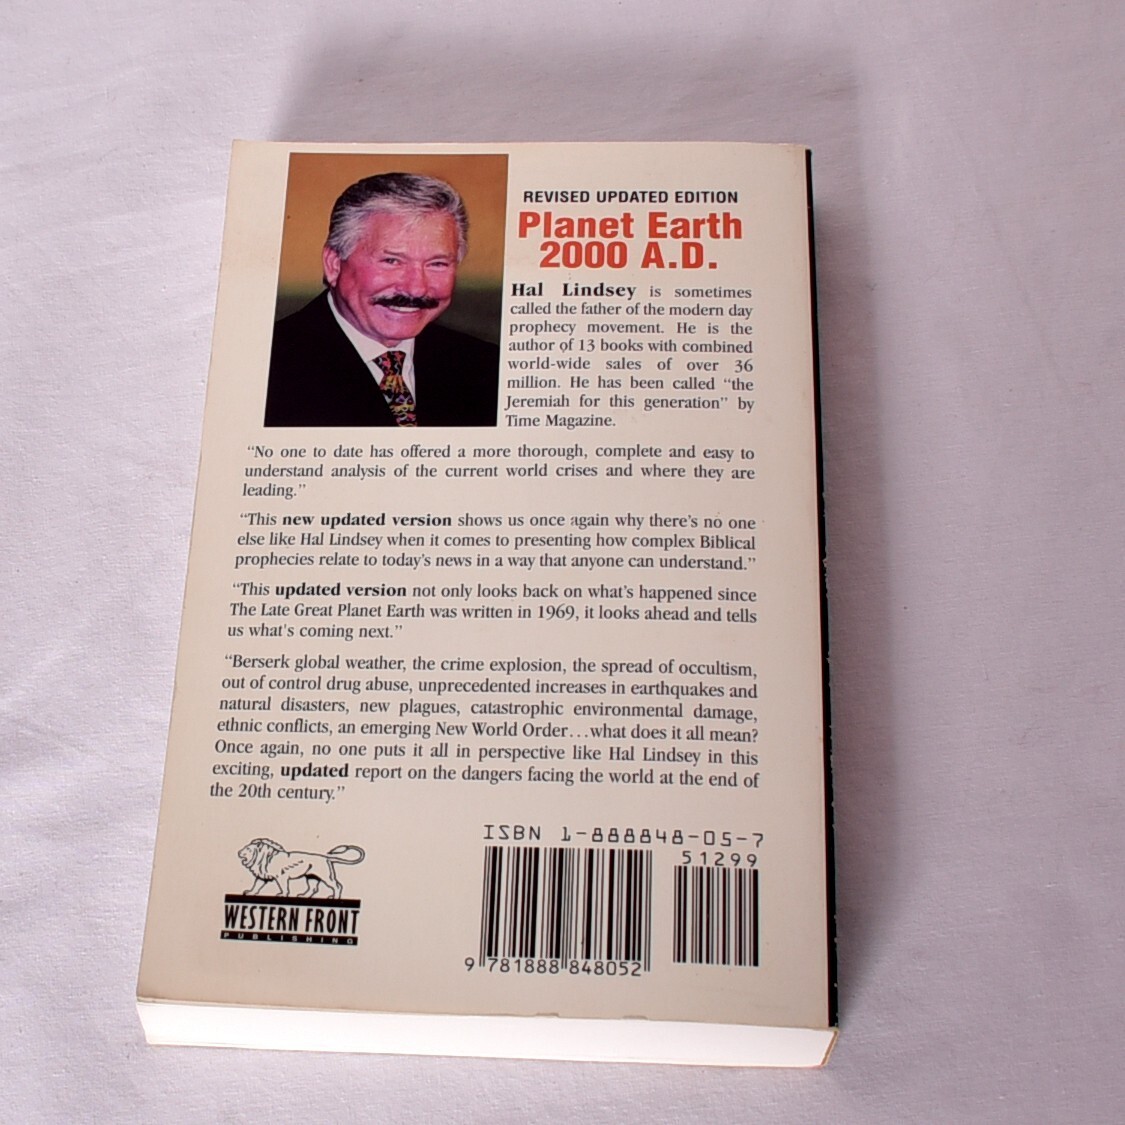 REVISED UPDATED EDITION
Planet Earth
2000 A.D.
Hal Lindsey is sometimes
called the father of the modern day
prophecy movement. He is the
author of 13 books with combined
world-wide sales of over 36
million. He has been called “the
Jeremiah for this generation” by
Time Magazine.
“No one to date has offered a more thorough, complete and easy to
understand analysis of the current world crises and where they are
leading.”
“This new updated version shows us once again why there’s no one
else like Hal Lindsey when it comes to presenting how complex Biblical
prophecies relate to today’s news in a way that anyone can understand.”
“This updated version not only looks back on what’s happened since
The Late Great Planet Earth was written in 1969, it looks ahead and tells
us what's coming next.”
“Berserk global weather, the crime explosion, the spread of occultism,
out of control drug abuse, unprecedented increases in earthquakes and
natural disasters, new plagues, catastrophic environmental damage,
ethnic conflicts, an emerging New World Order...what does it all mean?
Once again, no one puts it all in perspective like Hal Lindsey in this
exciting, updated report on the dangers facing the world at the end of
the 20th century.”
ISBN 1-888848-05-7
51299
9 781888 848052
WESTERN FRONT
PUBLISHING